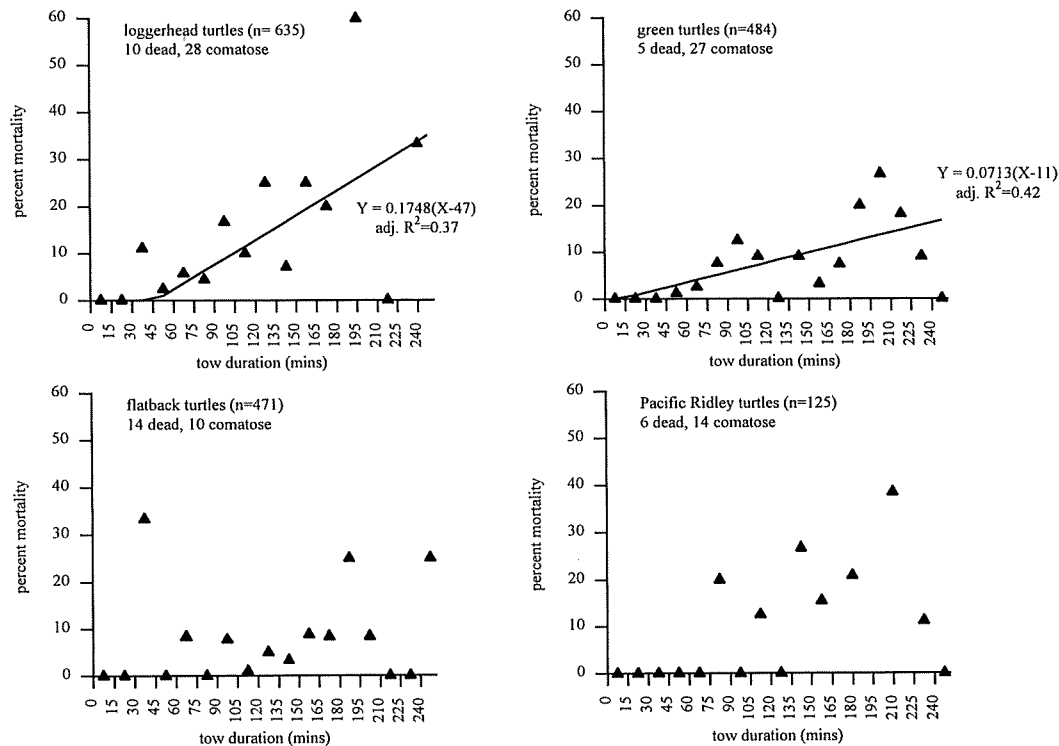 loggerhead turtles (n= 635)
10 dead, 28 comatose
percent mortality
60
50
40
30
20
10
0
Y = 0.1748(X-47)
adj. R²=0.37
0 15 30 45 60 75 90 105 120 135 150 165 180 195 210 225 240
tow duration (mins)
green turtles (n=484)
5 dead, 27 comatose
percent mortality
60
50
40
30
20
10
0
Y = 0.0713(X-11)
adj. R²=0.42
0 15 30 45 60 75 90 105 120 135 150 165 180 195 210 225 240
tow duration (mins)
flatback turtles (n=471)
14 dead, 10 comatose
percent mortality
60
50
40
30
20
10
0
0 15 30 45 60 75 90 105 120 135 150 165 180 195 210 225 240
tow duration (mins)
Pacific Ridley turtles (n=125)
6 dead, 14 comatose
percent mortality
60
50
40
30
20
10
0
0 15 30 45 60 75 90 105 120 135 150 165 180 195 210 225 240
tow duration (mins)